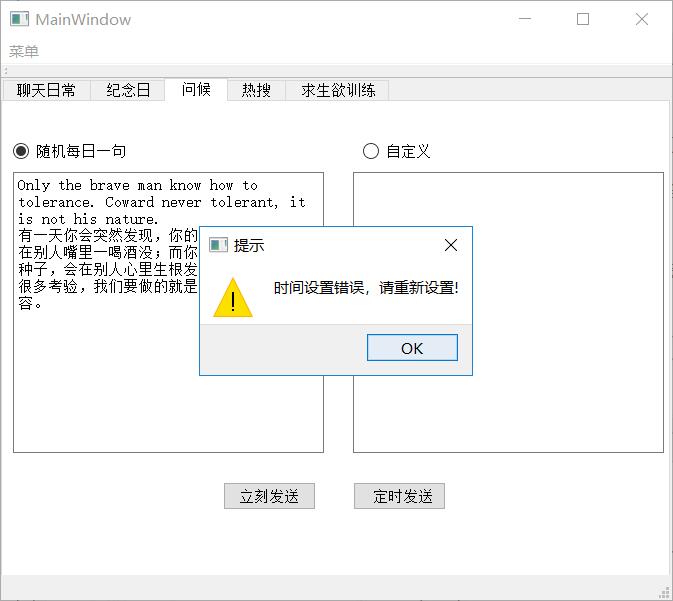 MainWindow
菜单
聊天日常 纪念日 问候 热搜 求生欲训练
随机每日一句 自定义
Only the brave man know how to
tolerance. Coward never tolerant, it
is not his nature.
有一天你会突然发现，你的
在别人嘴里一喝酒没；而你
种子，会在别人心里生根发
很多考验，我们要做的就是
容。
提示
时间设置错误，请重新设置!
OK
立刻发送 定时发送